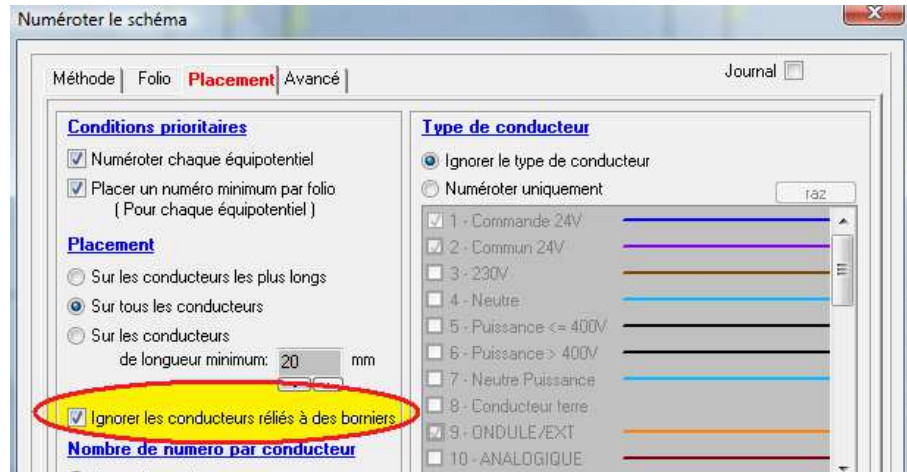 Numéroter le schéma
Méthode Folio Placement Avancé
Journal
Conditions prioritaires
Numéroter chaque équipotentiel
Placer un numéro minimum par folio
( Pour chaque équipotentiel )
Placement
Sur les conducteurs les plus longs
Sur tous les conducteurs
Sur les conducteurs
de longueur minimum: 20 mm
Ignorer les conducteurs réliés à des borniers
Nombre de numero par conducteur
Type de conducteur
Ignorer le type de conducteur
Numéroter uniquement
raz
1 - Commande 24V
2 - Commun 24V
3 - 230V
4 - Neutre
5 - Puissance <= 400V
6 - Puissance > 400V
7 - Neutre Puissance
8 - Conducteur terre
9 - ONDULE/EXT
10 - ANALOGIQUE